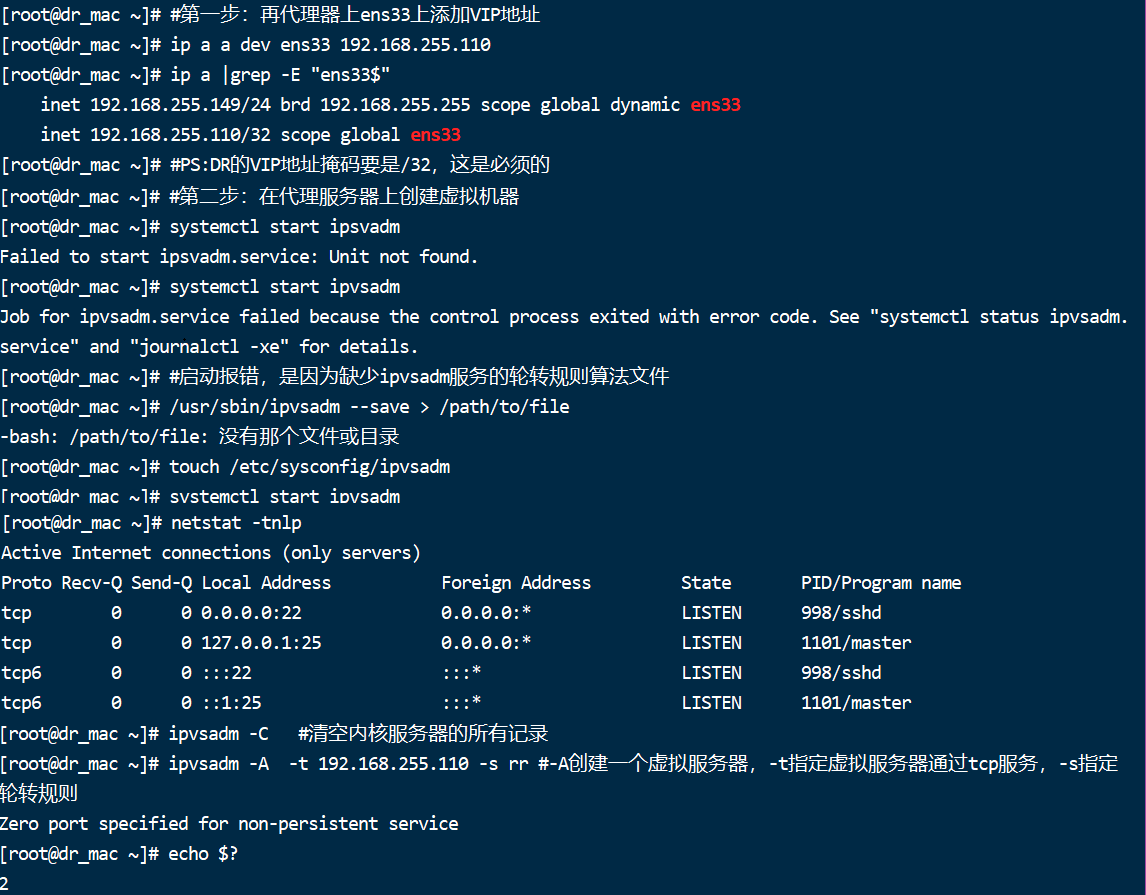 [root@dr_mac ~]# #第一步：再代理器上ens33上添加VIP地址
[root@dr_mac ~]# ip a a dev ens33 192.168.255.110
[root@dr_mac ~]# ip a |grep -E "ens33$"
    inet 192.168.255.149/24 brd 192.168.255.255 scope global dynamic ens33
    inet 192.168.255.110/32 scope global ens33
[root@dr_mac ~]# #PS:DR的VIP地址掩码要是/32，这是必须的
[root@dr_mac ~]# #第二步：在代理服务器上创建虚拟机器
[root@dr_mac ~]# systemctl start ipsvadm
Failed to start ipsvadm.service: Unit not found.
[root@dr_mac ~]# systemctl start ipvsadm
Job for ipvsadm.service failed because the control process exited with error code. See "systemctl status ipvsadm.
service" and "journalctl -xe" for details.
[root@dr_mac ~]# #启动报错，是因为缺少ipvsadm服务的轮转规则算法文件
[root@dr_mac ~]# /usr/sbin/ipvsadm --save > /path/to/file
-bash: /path/to/file: 没有那个文件或目录
[root@dr_mac ~]# touch /etc/sysconfig/ipvsadm
[root@dr_mac ~]# systemctl start ipvsadm
[root@dr_mac ~]# netstat -tnlp
Active Internet connections (only servers)
Proto Recv-Q Send-Q Local Address           Foreign Address         State       PID/Program name
tcp        0      0 0.0.0.0:22              0.0.0.0:*               LISTEN      998/sshd
tcp        0      0 127.0.0.1:25            0.0.0.0:*               LISTEN      1101/master
tcp6       0      0 :::22                   :::*                    LISTEN      998/sshd
tcp6       0      0 ::1:25                  :::*                    LISTEN      1101/master
[root@dr_mac ~]# ipvsadm -C   #清空内核服务器的所有记录
[root@dr_mac ~]# ipvsadm -A  -t 192.168.255.110 -s rr #-A创建一个虚拟服务器，-t指定虚拟服务器通过tcp服务，-s指定
轮转规则
Zero port specified for non-persistent service
[root@dr_mac ~]# echo $?
2